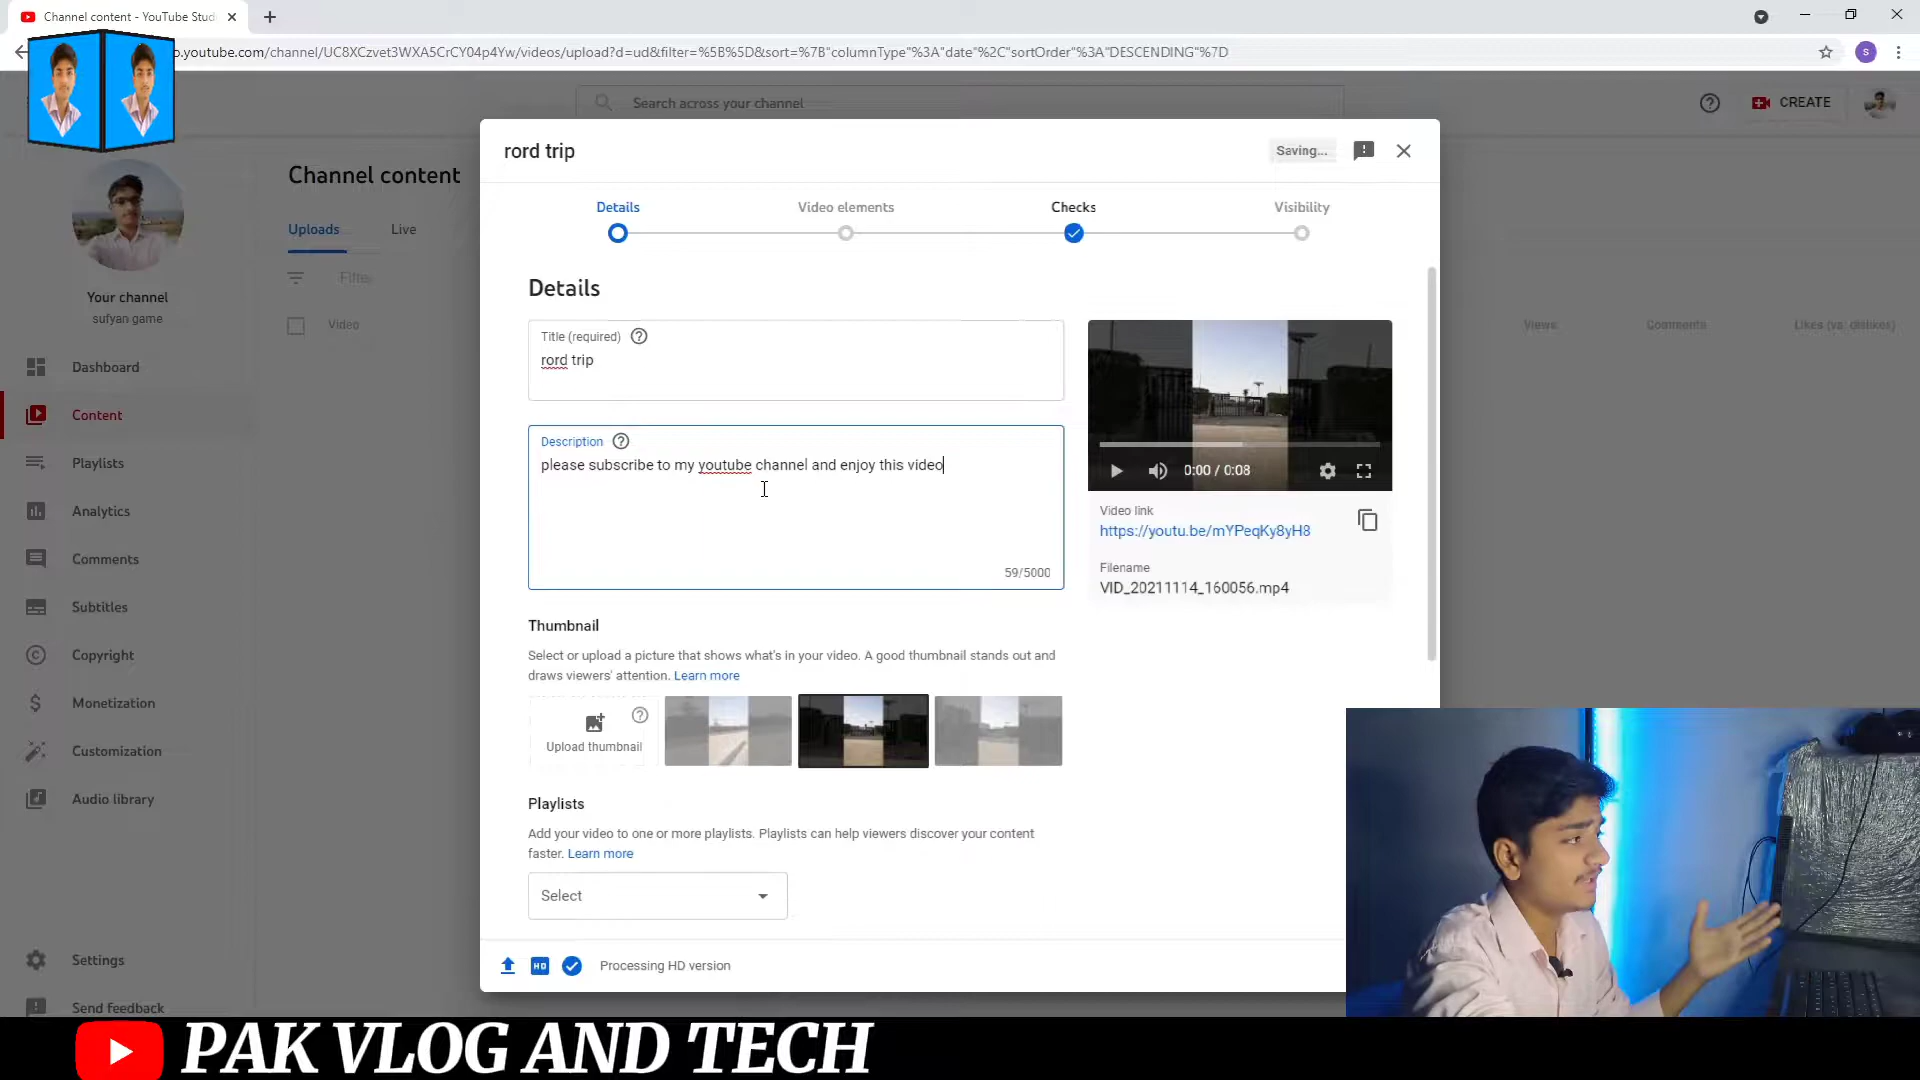 Channel content - YouTube Stud
o.youtube.com/channel/UC8XCzvet3WXA5CrCY04p4Yw/videos/upload?d=ud&filter=%5B%5D&sort=%7B"columnType"%3A"date"%2C"sortOrder"%3A"DESCENDING"%7D
S
Search across your channel
CREATE
rord trip
Saving...
Channel content
Details
Video elements
Checks
Visibility
Uploads
Live
Filter
Your channel
sufyan game
Video
Views
Comments
Likes (vs. dislikes)
Details
Title (required)
rord trip
Description
please subscribe to my youtube channel and enjoy this video
59/5000
0:00 / 0:08
Video link
https://youtu.be/mYPeqKy8yH8
Filename
VID_20211114_160056.mp4
Dashboard
Content
Playlists
Analytics
Comments
Subtitles
Copyright
Monetization
Customization
Audio library
Settings
Send feedback
Thumbnail
Select or upload a picture that shows what's in your video. A good thumbnail stands out and
draws viewers' attention. Learn more
Upload thumbnail
Playlists
Add your video to one or more playlists. Playlists can help viewers discover your content
faster. Learn more
Select
HD
Processing HD version
PAK VLOG AND TECH